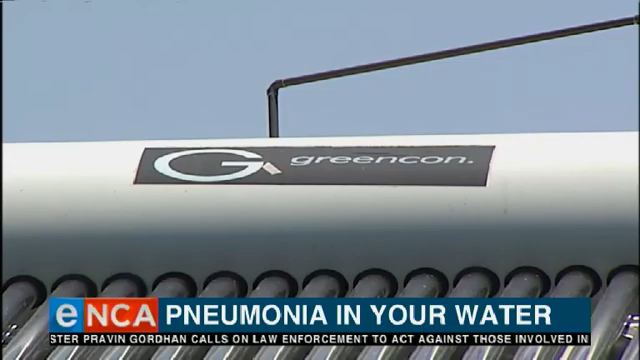 G greencon.
eNCA PNEUMONIA IN YOUR WATER
STER PRAVIN GORDHAN CALLS ON LAW ENFORCEMENT TO ACT AGAINST THOSE INVOLVED IN